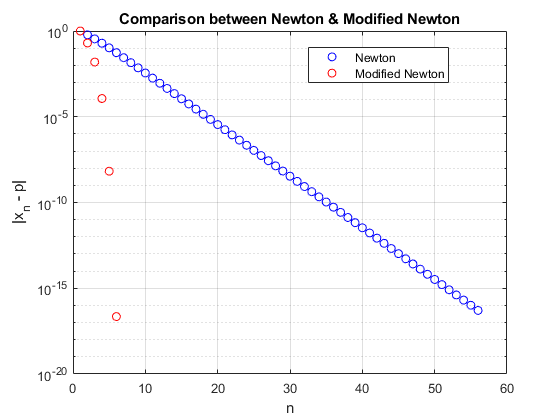 Comparison between Newton & Modified Newton
Newton
Modified Newton
|x_n - p|
10^0
10^-5
10^-10
10^-15
10^-20
0 10 20 30 40 50 60
n